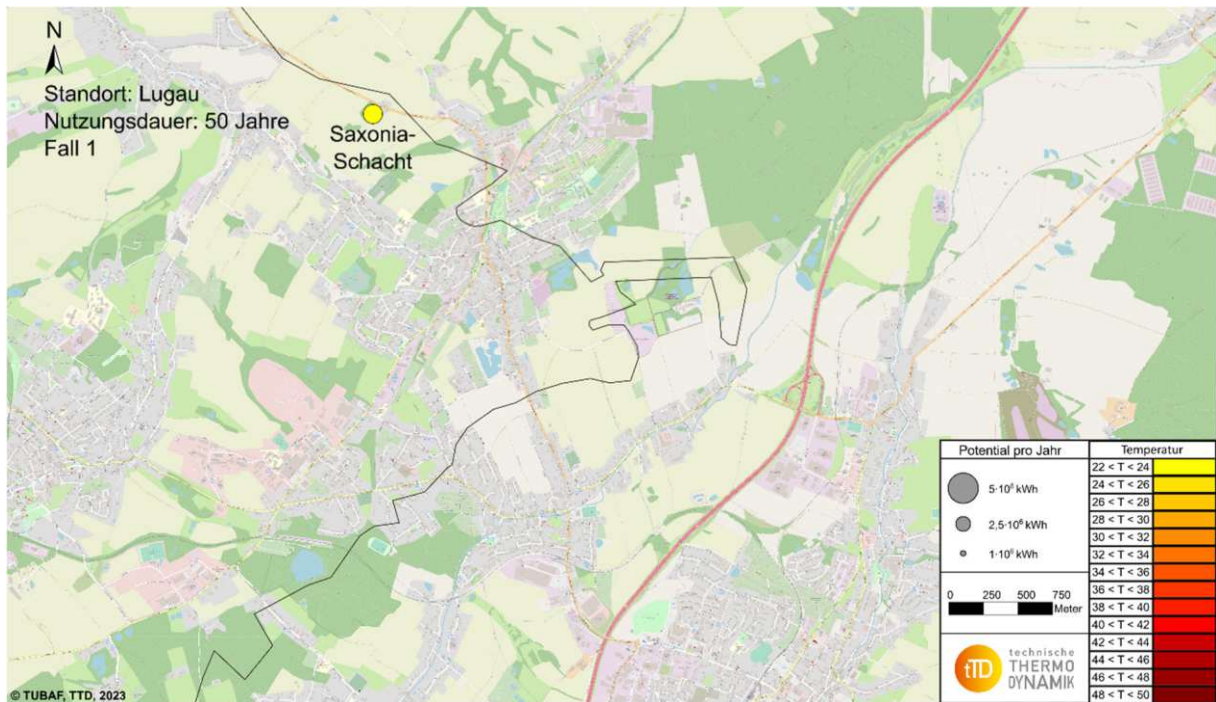 N
Standort: Lugau
Nutzungsdauer: 50 Jahre
Fall 1
Saxonia-
Schacht
Potential pro Jahr
5·10⁶ kWh
2,5·10⁶ kWh
1·10⁶ kWh
0 250 500 750
Meter
tTD
technische
THERMO
DYNAMIK
Temperatur
22 < T < 24
24 < T < 26
26 < T < 28
28 < T < 30
30 < T < 32
32 < T < 34
34 < T < 36
36 < T < 38
38 < T < 40
40 < T < 42
42 < T < 44
44 < T < 46
46 < T < 48
48 < T < 50
© TUBAF, TTD, 2023